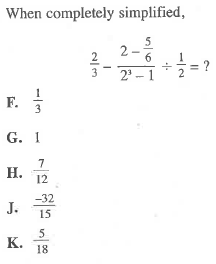 When completely simplified,
2/3 − (2 − 5/6)/(2³ − 1) ÷ 1/2 = ?
F. 1/3
G. 1
H. 7/12
J. −32/15
K. 5/18